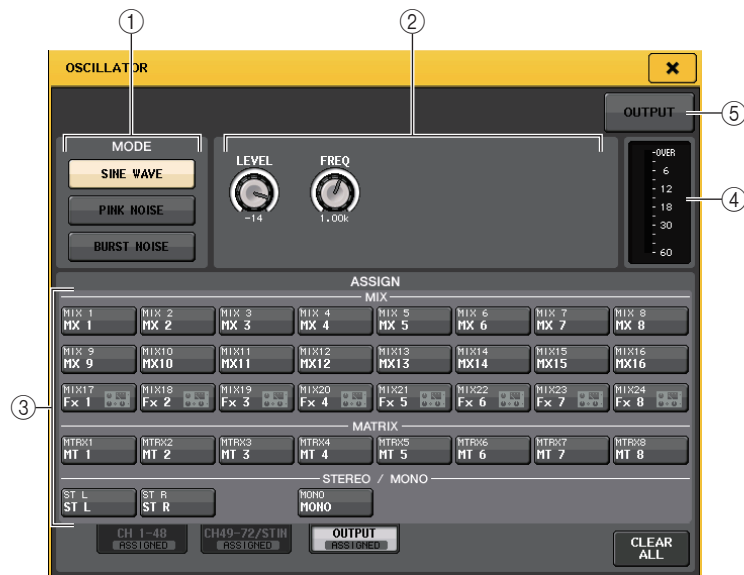 ① ②
OSCILLATOR
OUTPUT ⑤
MODE
SINE WAVE
PINK NOISE
BURST NOISE
LEVEL FREQ
-14 1.00k
-OVER
- 6
- 12
- 18
- 30
- 60
④
ASSIGN
MIX
MIX 1 MIX 2 MIX 3 MIX 4 MIX 5 MIX 6 MIX 7 MIX 8
MX 1 MX 2 MX 3 MX 4 MX 5 MX 6 MX 7 MX 8
MIX 9 MIX10 MIX11 MIX12 MIX13 MIX14 MIX15 MIX16
MX 9 MX10 MX11 MX12 MX13 MX14 MX15 MX16
MIX17 MIX18 MIX19 MIX20 MIX21 MIX22 MIX23 MIX24
③ Fx 1 Fx 2 Fx 3 Fx 4 Fx 5 Fx 6 Fx 7 Fx 8
MATRIX
MTRX1 MTRX2 MTRX3 MTRX4 MTRX5 MTRX6 MTRX7 MTRX8
MT 1 MT 2 MT 3 MT 4 MT 5 MT 6 MT 7 MT 8
STEREO / MONO
ST L ST R MONO
ST L ST R MONO
CH 1-48 CH49-72/STIN OUTPUT
ASSIGNED ASSIGNED ASSIGNED
CLEAR
ALL